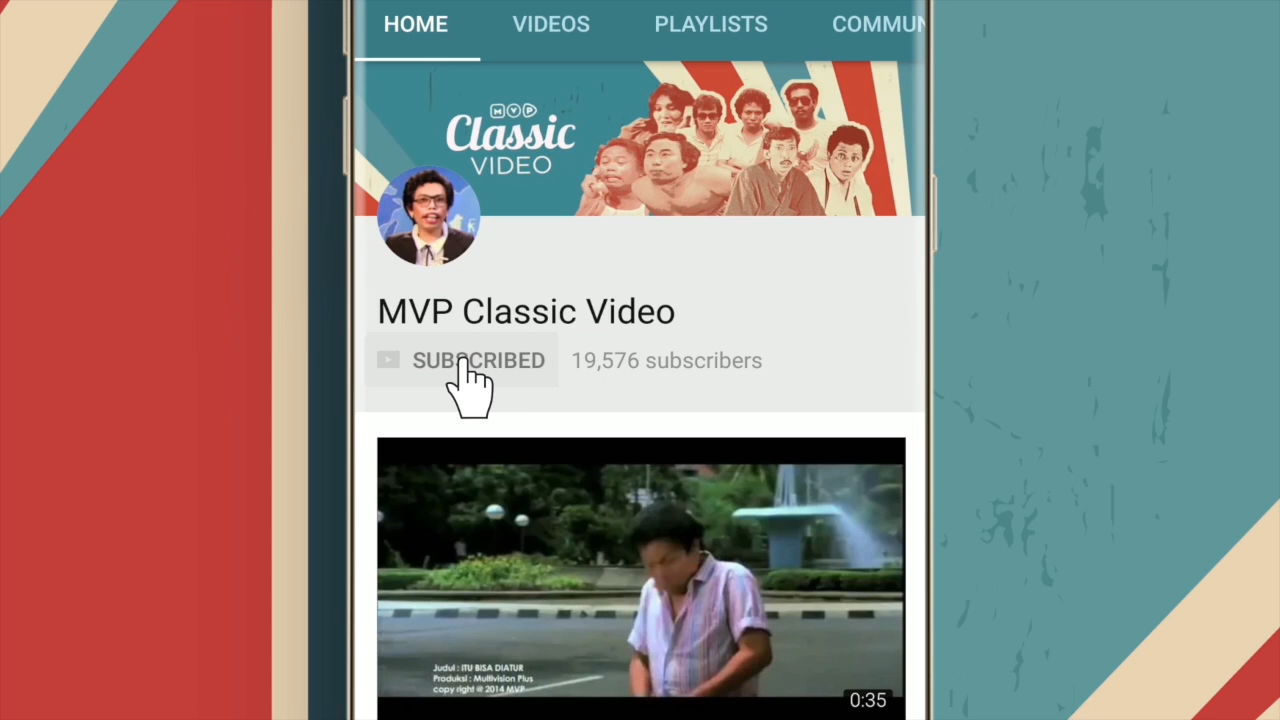 HOME VIDEOS PLAYLISTS COMMUN
MVP
Classic
VIDEO
MVP Classic Video
SUBSCRIBED 19,576 subscribers
Judul : ITU BISA DIATUR
Produksi : Multivision Plus
copy right @ 2014 MVP
0:35